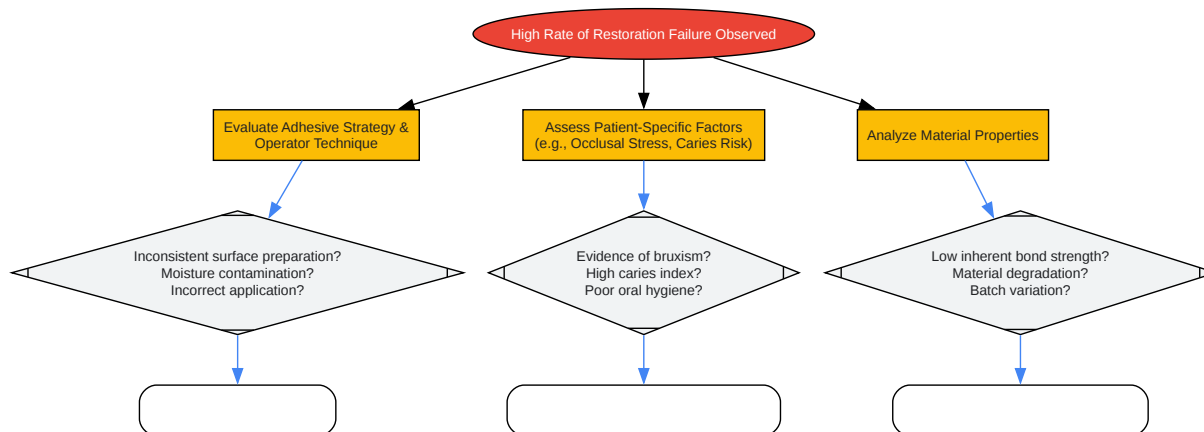 High Rate of Restoration Failure Observed
Evaluate Adhesive Strategy &
Operator Technique
Assess Patient-Specific Factors
(e.g., Occlusal Stress, Caries Risk)
Analyze Material Properties
Inconsistent surface preparation?
Moisture contamination?
Incorrect application?
Evidence of bruxism?
High caries index?
Poor oral hygiene?
Low inherent bond strength?
Material degradation?
Batch variation?